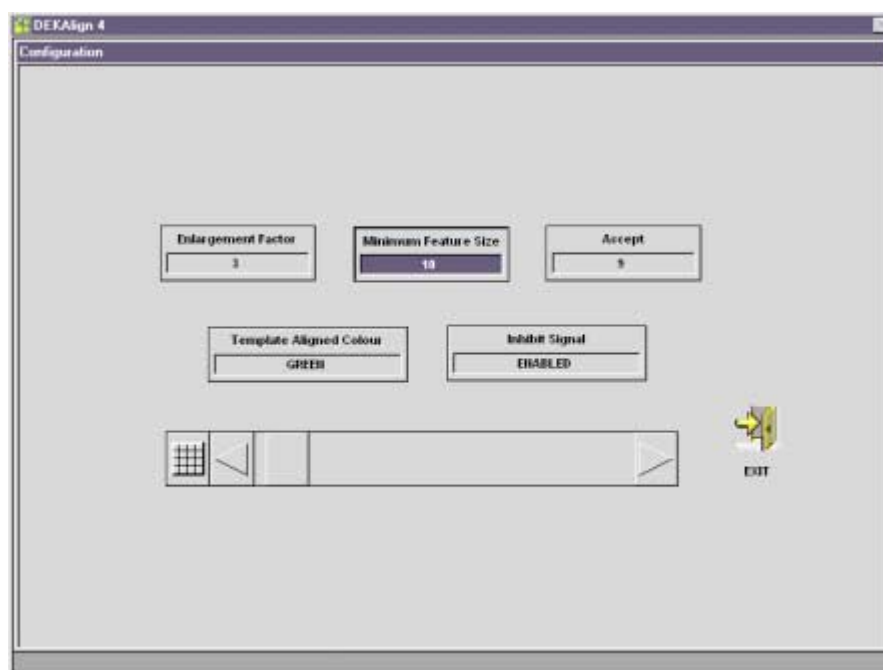 DEKAlign 4
Configuration
Enlargement Factor
3
Minimum Feature Size
10
Accept
9
Template Aligned Colour
GREEN
Inhibit Signal
ENABLED
EXIT